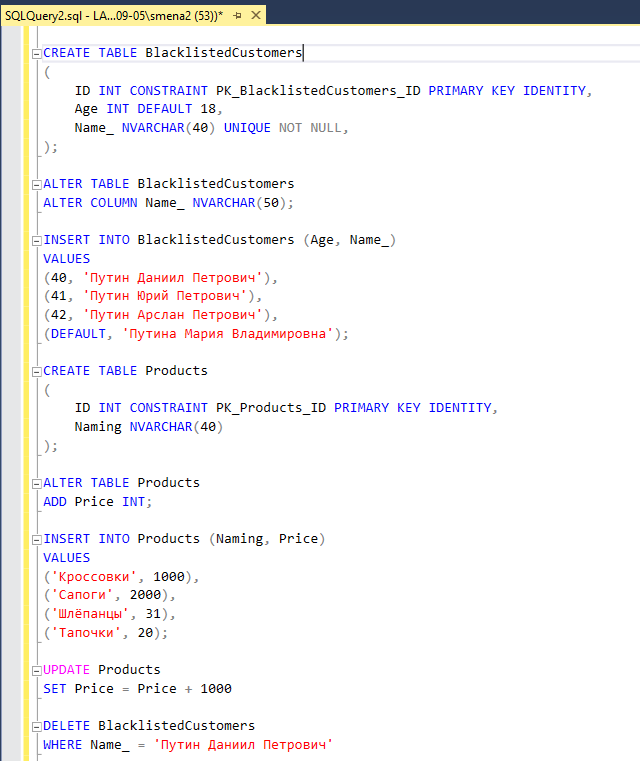 SQLQuery2.sql - LA...09-05\smena2 (53))*
CREATE TABLE BlacklistedCustomers
(
    ID INT CONSTRAINT PK_BlacklistedCustomers_ID PRIMARY KEY IDENTITY,
    Age INT DEFAULT 18,
    Name_ NVARCHAR(40) UNIQUE NOT NULL,
);
ALTER TABLE BlacklistedCustomers
ALTER COLUMN Name_ NVARCHAR(50);
INSERT INTO BlacklistedCustomers (Age, Name_)
VALUES
(40, 'Путин Даниил Петрович'),
(41, 'Путин Юрий Петрович'),
(42, 'Путин Арслан Петрович'),
(DEFAULT, 'Путина Мария Владимировна');
CREATE TABLE Products
(
    ID INT CONSTRAINT PK_Products_ID PRIMARY KEY IDENTITY,
    Naming NVARCHAR(40)
);
ALTER TABLE Products
ADD Price INT;
INSERT INTO Products (Naming, Price)
VALUES
('Кроссовки', 1000),
('Сапоги', 2000),
('Шлёпанцы', 31),
('Тапочки', 20);
UPDATE Products
SET Price = Price + 1000
DELETE BlacklistedCustomers
WHERE Name_ = 'Путин Даниил Петрович'